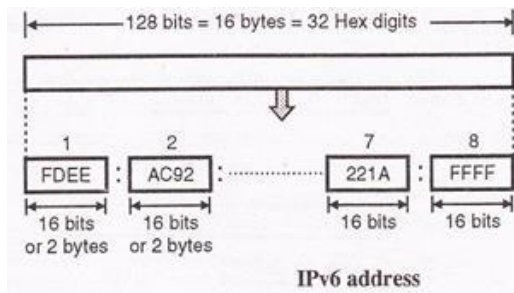 128 bits = 16 bytes = 32 Hex digits
1 2 7 8
FDEE : AC92 : 221A : FFFF
16 bits 16 bits 16 bits 16 bits
or 2 bytes or 2 bytes
IPv6 address